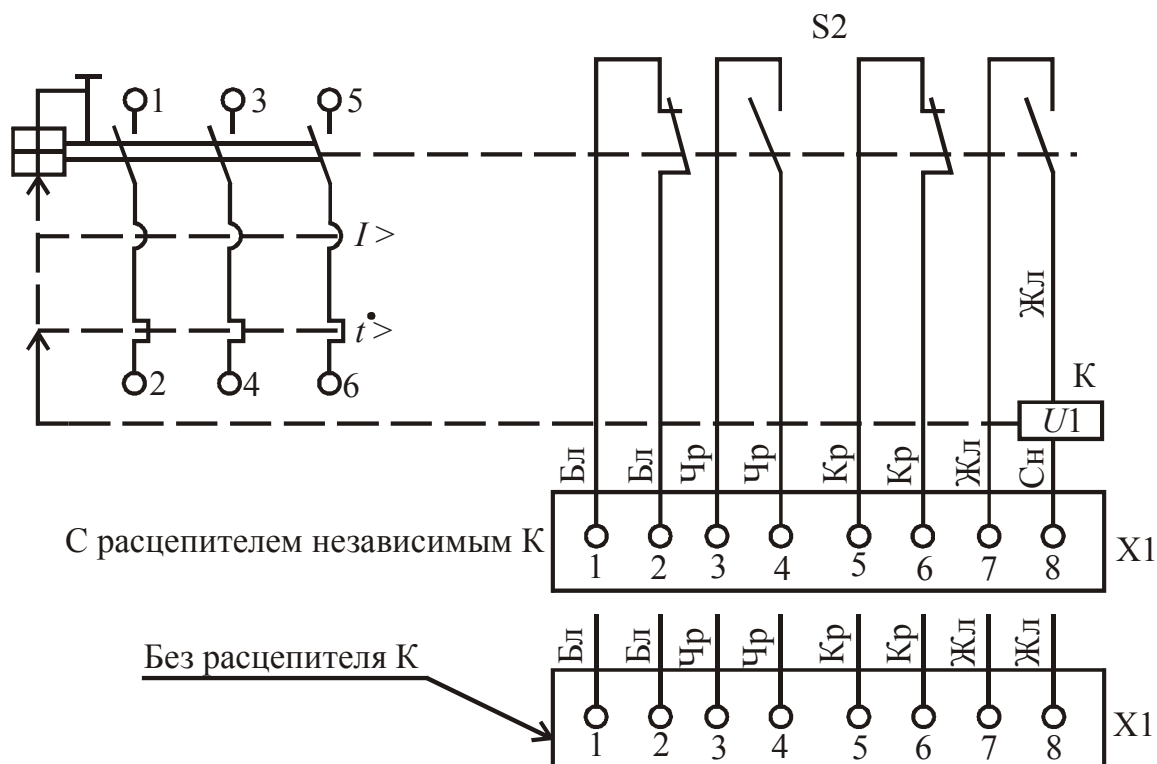 S2
1 3 5
I >
t°>
2 4 6
Жл
К
U1
Бл Бл Чр Чр Кр Кр Жл Сн
С расцепителем независимым К
1 2 3 4 5 6 7 8
X1
Бл Бл Чр Чр Кр Кр Жл Жл
Без расцепителя К
1 2 3 4 5 6 7 8
X1